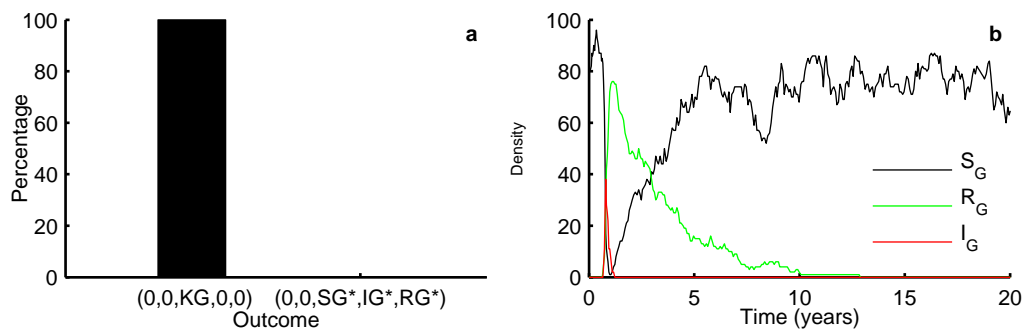 a
100
80
60
40
20
0
Percentage
(0,0,KG,0,0) (0,0,SG*,IG*,RG*)
Outcome
b
100
80
60
40
20
0
Density
S_G
R_G
I_G
0 5 10 15 20
Time (years)